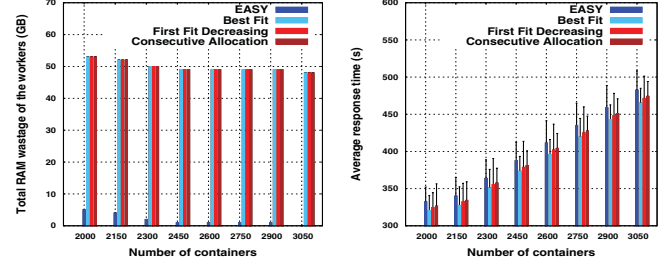 Total RAM wastage of the workers (GB)
70
60
50
40
30
20
10
0
EASY
Best Fit
First Fit Decreasing
Consecutive Allocation
2000 2150 2300 2450 2600 2750 2900 3050
Number of containers
Average response time (s)
600
550
500
450
400
350
300
EASY
Best Fit
First Fit Decreasing
Consecutive Allocation
2000 2150 2300 2450 2600 2750 2900 3050
Number of containers